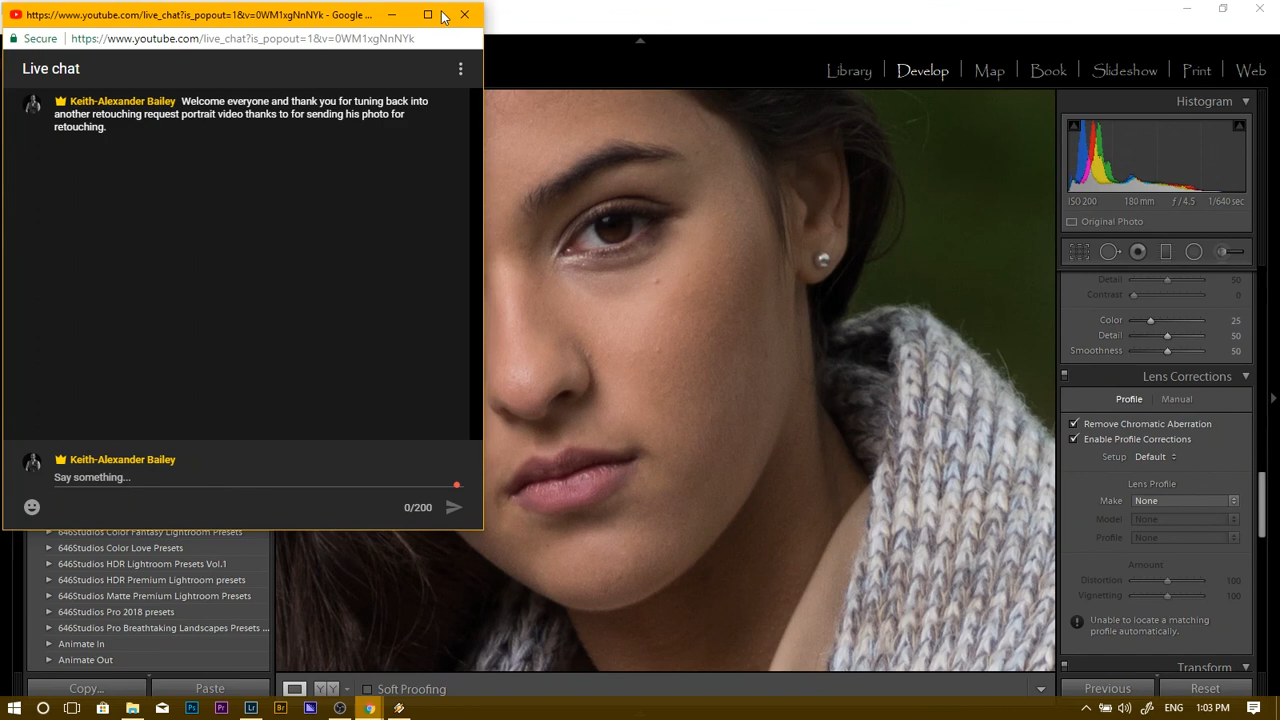 https://www.youtube.com/live_chat?is_popout=1&v=0WM1xgNnNYk - Google ...
Secure https://www.youtube.com/live_chat?is_popout=1&v=0WM1xgNnNYk
Live chat
Keith-Alexander Bailey Welcome everyone and thank you for tuning back into
another retouching request portrait video thanks to for sending his photo for
retouching.
Keith-Alexander Bailey
Say something...
0/200
Library Develop Map Book Slideshow Print Web
Histogram
ISO 200 180 mm ƒ / 4.5 1/640 sec
Original Photo
Detail 50
Contrast 0
Color 25
Detail 50
Smoothness 50
Lens Corrections
Profile Manual
Remove Chromatic Aberration
Enable Profile Corrections
Setup Default
Lens Profile
Make None
Model None
Profile None
Amount
Distortion 100
Vignetting 100
Unable to locate a matching
profile automatically.
Transform
Previous Reset
646Studios Color Fantasy Lightroom Presets
646Studios Color Love Presets
646Studios HDR Lightroom Presets Vol.1
646Studios HDR Premium Lightroom presets
646Studios Matte Premium Lightroom Presets
646Studios Pro 2018 presets
646Studios Pro Breathtaking Landscapes Presets ...
Animate In
Animate Out
Copy... Paste
Y Y
Soft Proofing
Ps Pr Lr Br
ENG 1:03 PM